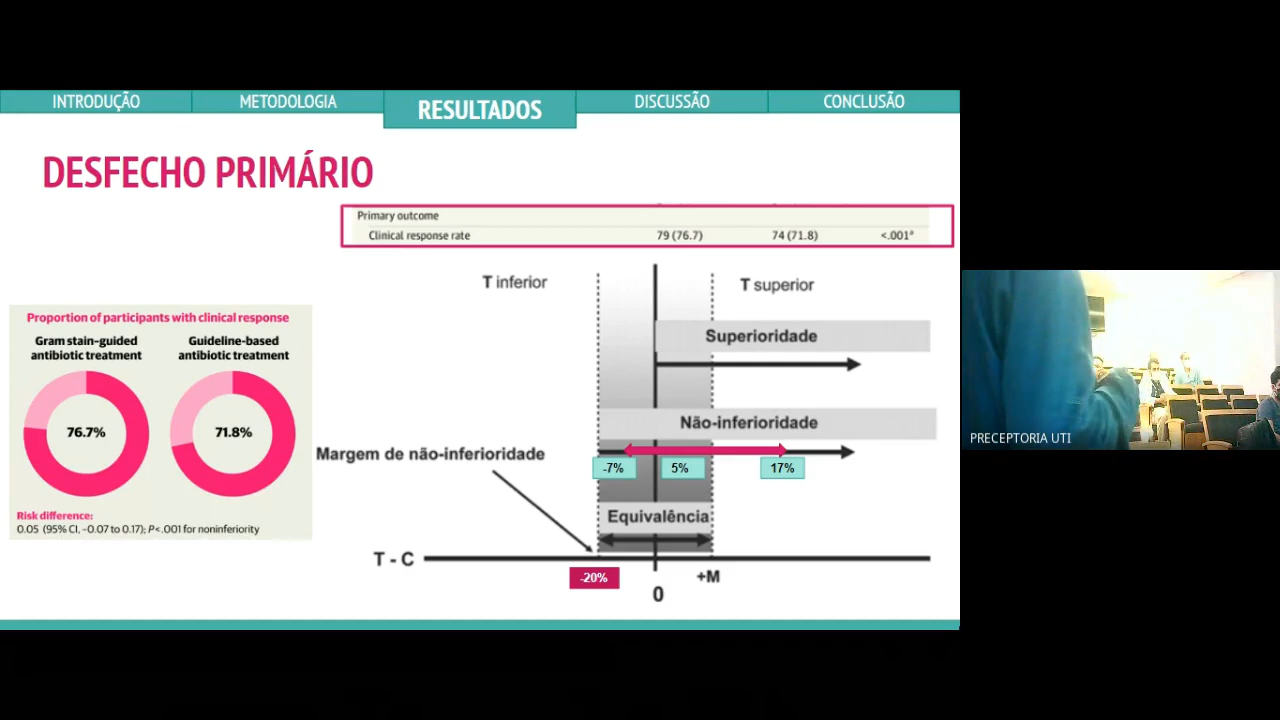 INTRODUÇÃO METODOLOGIA RESULTADOS DISCUSSÃO CONCLUSÃO
DESFECHO PRIMÁRIO
Primary outcome
Clinical response rate 79 (76.7) 74 (71.8) <.001ª
T inferior T superior
Superioridade
Proportion of participants with clinical response
Gram stain–guided
antibiotic treatment
Guideline-based
antibiotic treatment
76.7% 71.8%
Risk difference:
0.05 (95% CI, −0.07 to 0.17); P<.001 for noninferiority
Não-inferioridade
Margem de não-inferioridade
-7% 5% 17%
Equivalência
T - C
-20% +M
0
PRECEPTORIA UTI